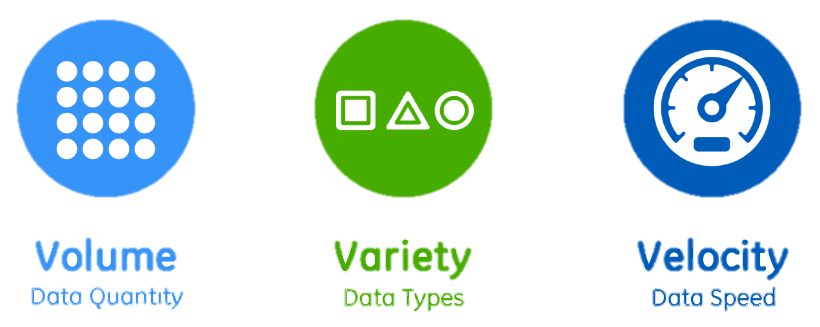 Volume
Data Quantity
Variety
Data Types
Velocity
Data Speed